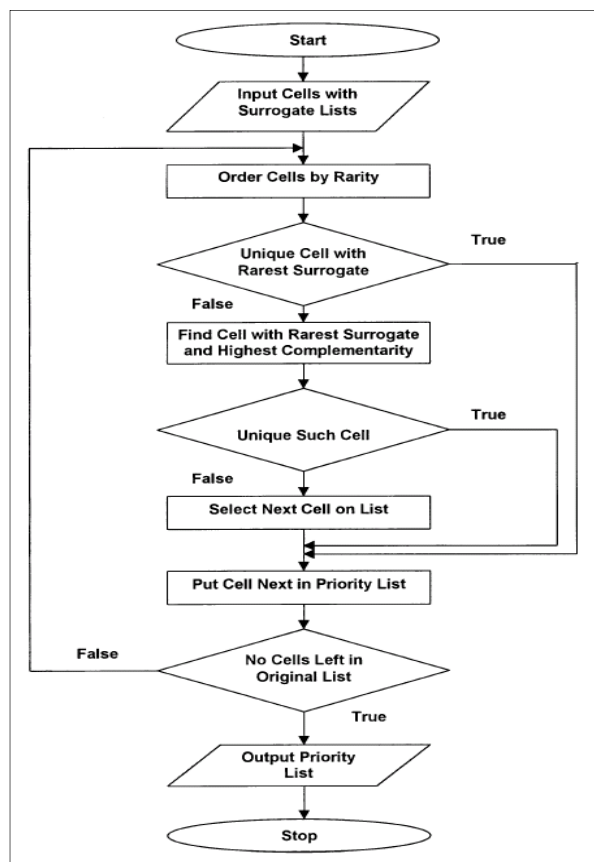 Start
Input Cells with
Surrogate Lists
Order Cells by Rarity
Unique Cell with
Rarest Surrogate
True
False
Find Cell with Rarest Surrogate
and Highest Complementarity
Unique Such Cell
True
False
Select Next Cell on List
Put Cell Next in Priority List
No Cells Left in
Original List
False
True
Output Priority
List
Stop